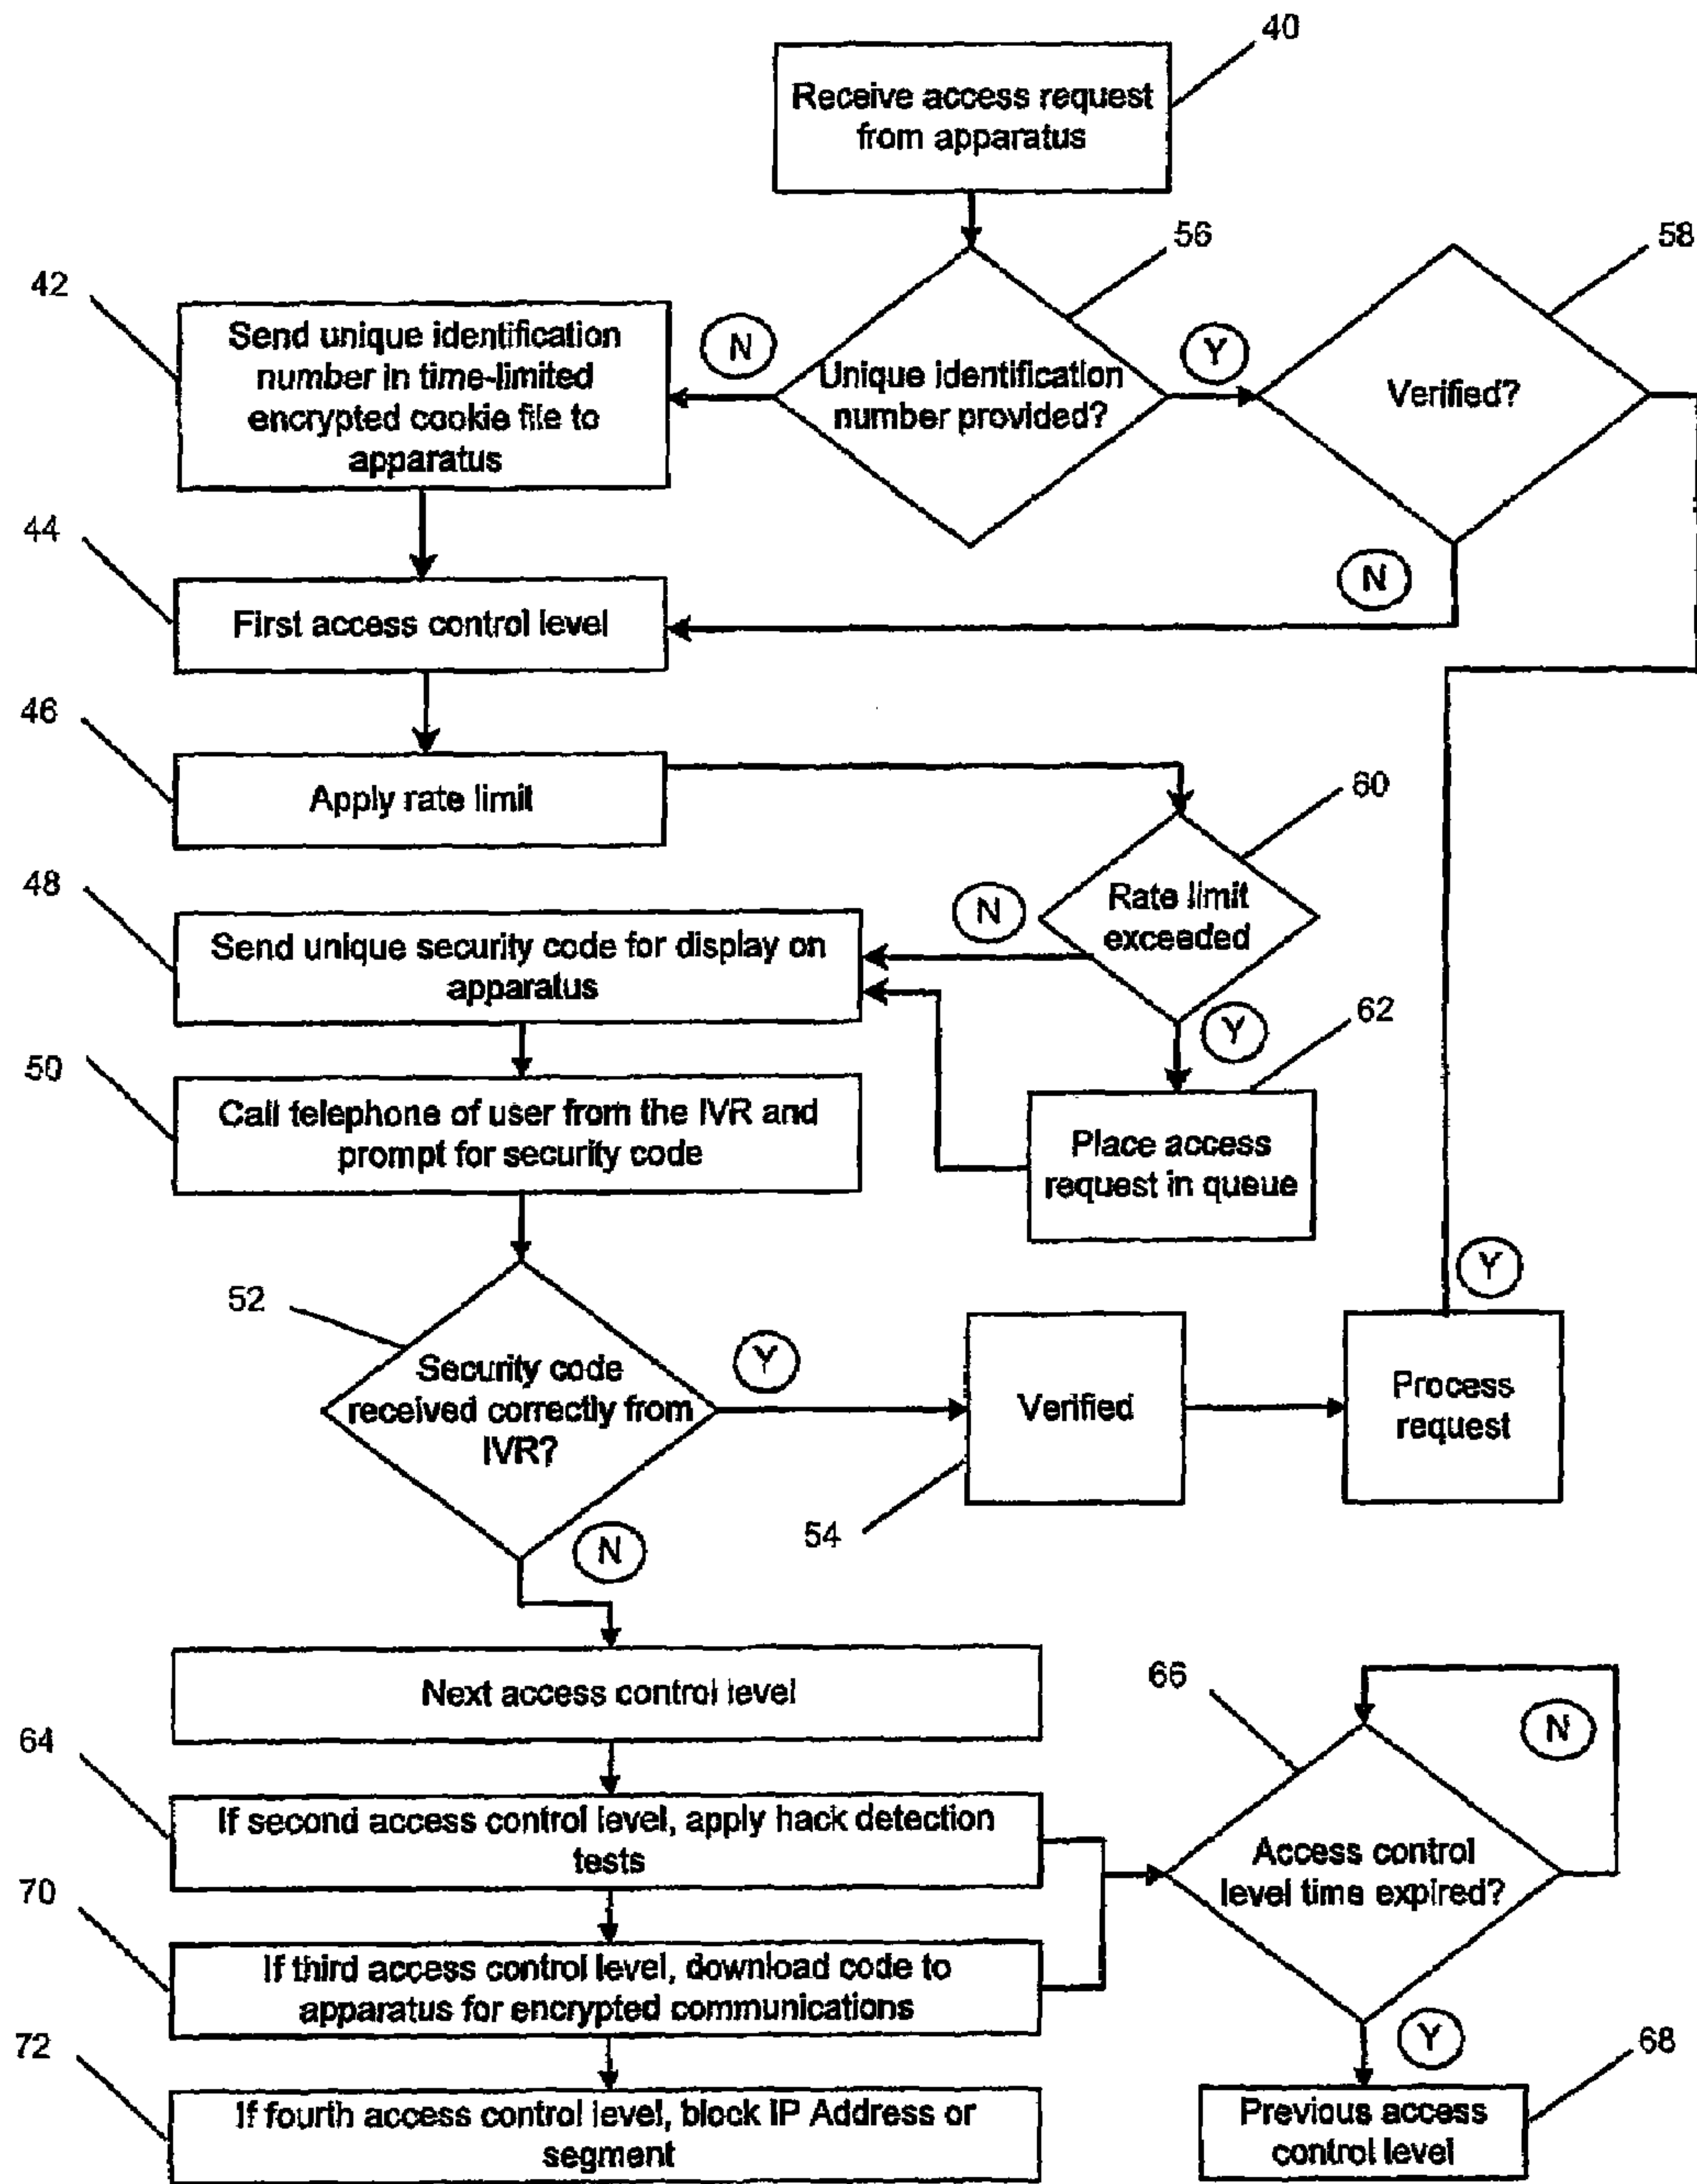 40
Receive access request
from apparatus
56
58
42
Send unique identification
number in time-limited
encrypted cookie file to
apparatus
N
Unique identification
number provided?
Y
Verified?
44
N
First access control level
46
Apply rate limit
60
48
N
Rate limit
exceeded
Send unique security code for display on
apparatus
Y
62
50
Call telephone of user from the IVR and
prompt for security code
Place access
request in queue
Y
52
Security code
received correctly from
IVR?
Y
Verified
Process
request
54
N
Next access control level
66
N
64
If second access control level, apply hack detection
tests
Access control
level time expired?
70
If third access control level, download code to
apparatus for encrypted communications
Y
68
72
If fourth access control level, block IP Address or
segment
Previous access
control level